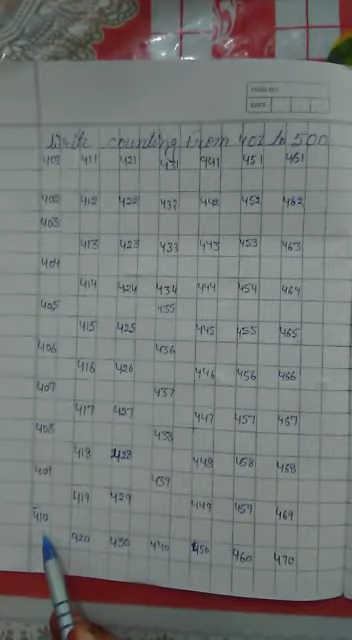 PAGE NO.
DATE
Write counting from 401 to 500
401 411 421 431 441 451 461
402 412 422 432 442 452 462
403
413 423 433 443 453 463
404
414 424 434 444 454 464
405 435
415 425 445 455 465
406 436
416 426 446 456 466
407 437
417 427 447 457 467
408 438
418 428 448 458 468
409 439
419 429 449 459 469
410
420 430 440 450 460 470